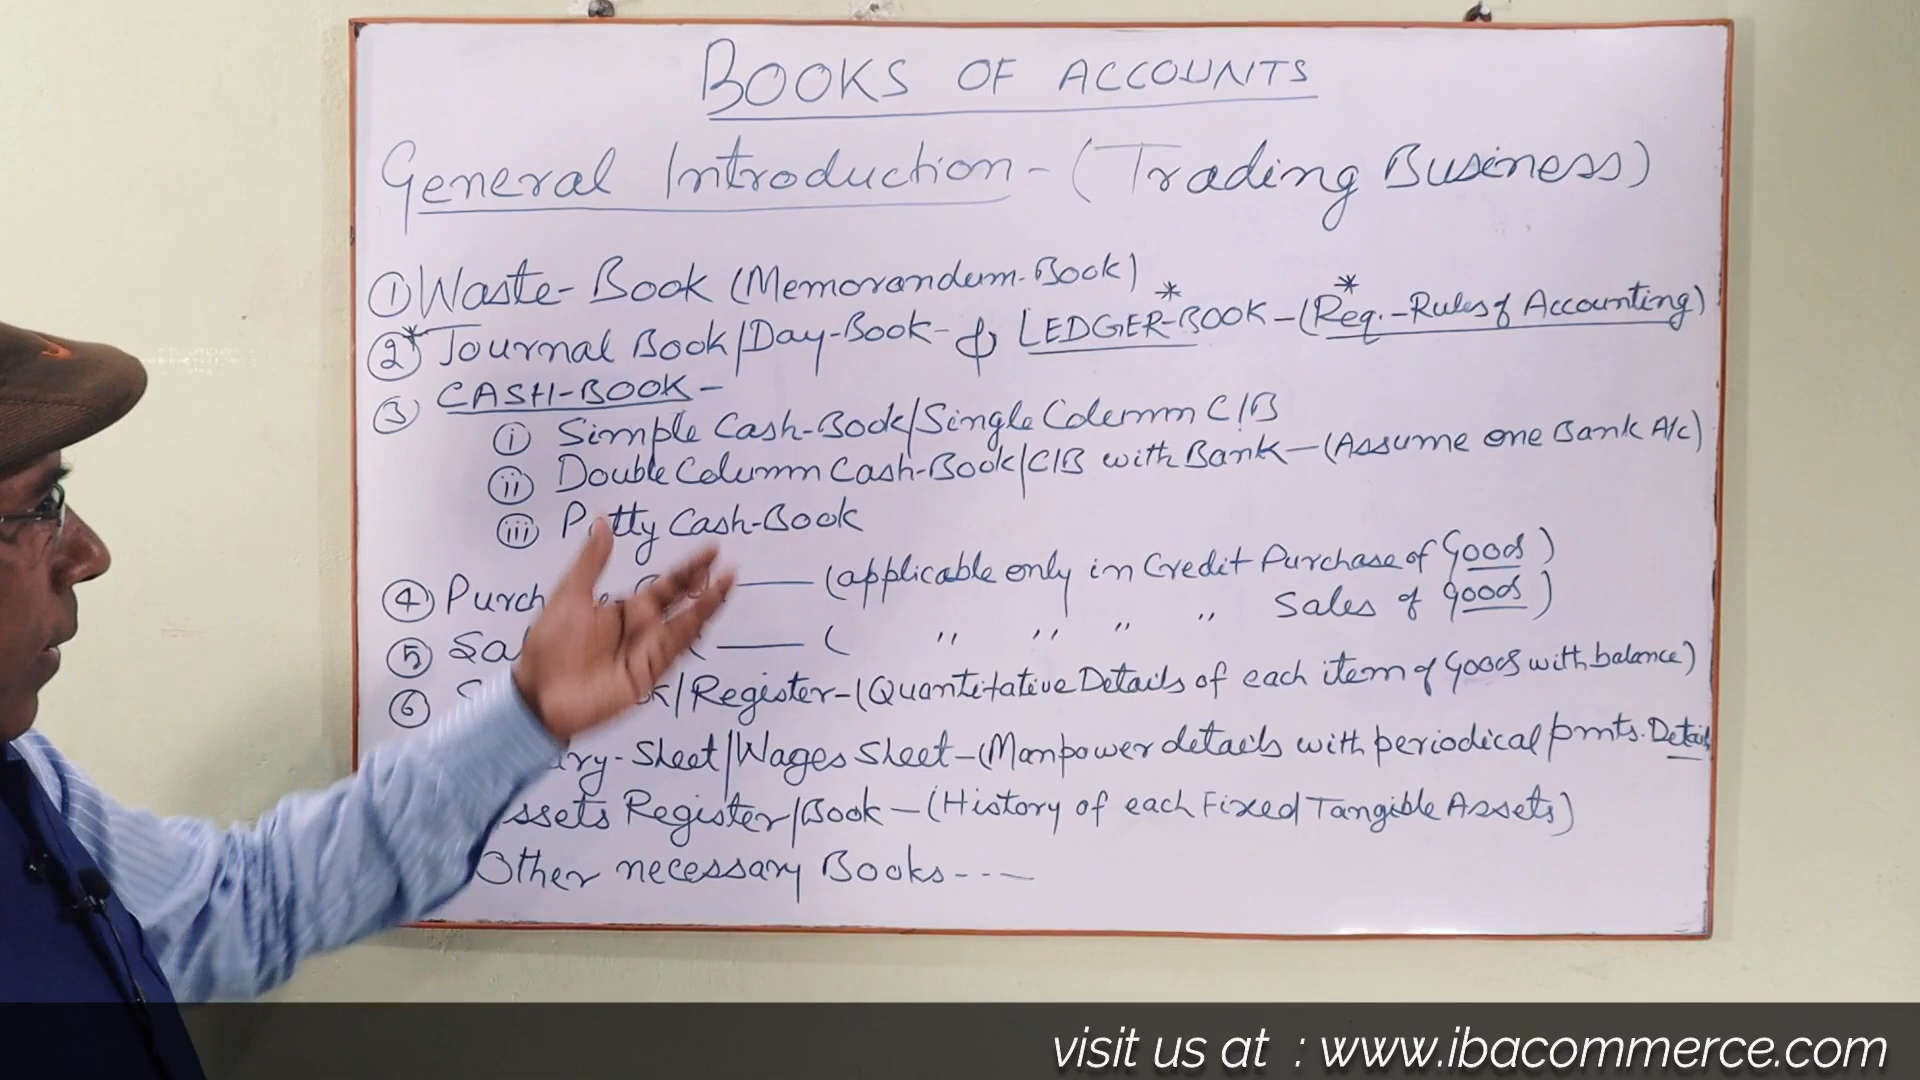 BOOKS OF ACCOUNTS
General Introduction - (Trading Business)
① Waste-Book (Memorandum-Book)
②* Journal Book/Day-Book- & LEDGER*-BOOK - (Req.* - Rules of Accounting)
③ CASH-BOOK -
ⓘ Simple Cash-Book/Single Column C/B
ⓘⓘ Double Column Cash-Book/C/B with Bank - (Assume one Bank A/c)
ⓘⓘⓘ Petty Cash-Book
④ —— (applicable only in Credit Purchase of Goods)
⑤ —— ( " " " " Sales of goods)
⑥ /Register - (Quantitative Details of each item of Goods with balance)
-Sheet/Wages Sheet - (Manpower details with periodical pmts. Details
Register/Book - (History of each Fixed Tangible Assets)
Other necessary Books - - —
visit us at : www.ibacommerce.com